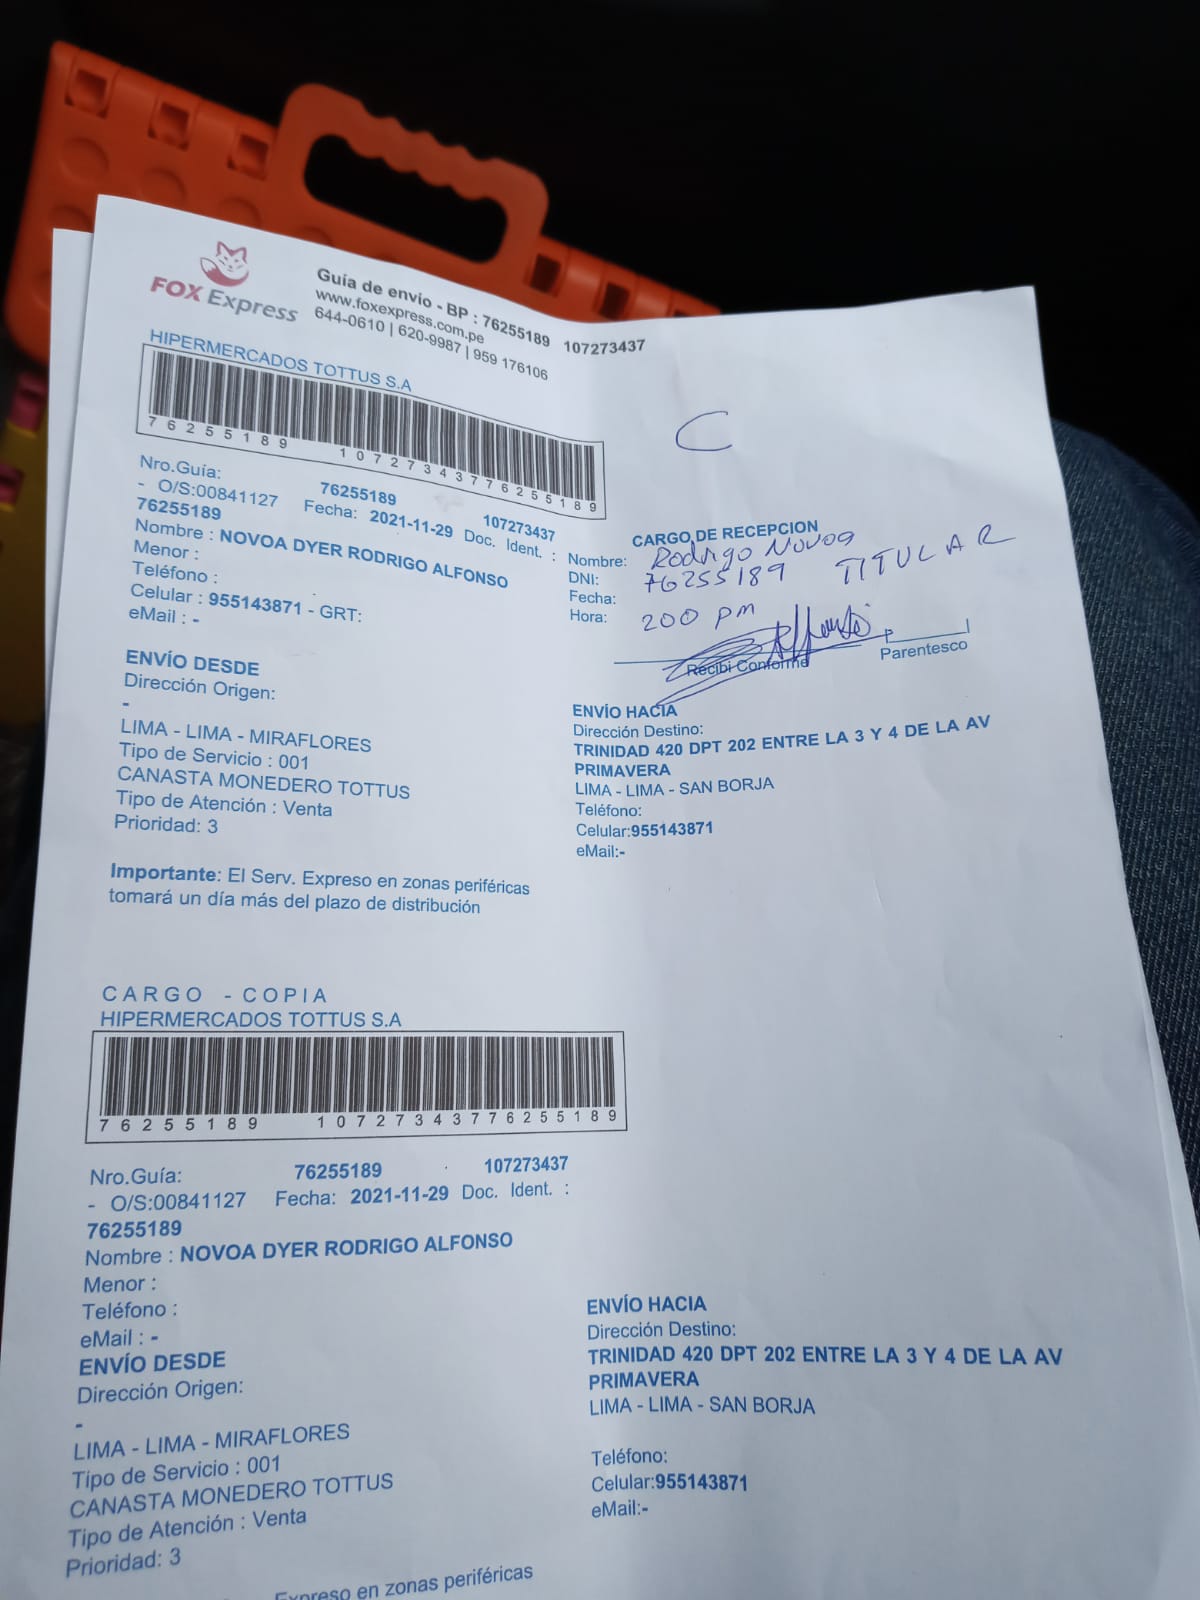 FOX Express
Guía de envío - BP : 76255189 107273437
www.foxexpress.com.pe
644-0610 | 620-9987 | 959 176106
HIPERMERCADOS TOTTUS S.A
76255189 10727343776255189
Nro.Guía: 76255189 107273437
- O/S:00841127 Fecha: 2021-11-29 Doc. Ident. :
76255189
Nombre : NOVOA DYER RODRIGO ALFONSO
Menor :
Teléfono :
Celular : 955143871 - GRT:
eMail : -
C
CARGO DE RECEPCION
Nombre: Rodrigo Novoa
DNI: 76255189 TITULAR
Fecha:
Hora: 200 pm
Recibi Conforme Parentesco
ENVÍO DESDE
Dirección Origen:
-
LIMA - LIMA - MIRAFLORES
Tipo de Servicio : 001
CANASTA MONEDERO TOTTUS
Tipo de Atención : Venta
Prioridad: 3
ENVÍO HACIA
Dirección Destino:
TRINIDAD 420 DPT 202 ENTRE LA 3 Y 4 DE LA AV
PRIMAVERA
LIMA - LIMA - SAN BORJA
Teléfono:
Celular:955143871
eMail:-
Importante: El Serv. Expreso en zonas periféricas
tomará un día más del plazo de distribución
CARGO - COPIA
HIPERMERCADOS TOTTUS S.A
76255189 10727343776255189
Nro.Guía: 76255189 107273437
- O/S:00841127 Fecha: 2021-11-29 Doc. Ident. :
76255189
Nombre : NOVOA DYER RODRIGO ALFONSO
Menor :
Teléfono :
eMail : -
ENVÍO DESDE
Dirección Origen:
-
LIMA - LIMA - MIRAFLORES
Tipo de Servicio : 001
CANASTA MONEDERO TOTTUS
Tipo de Atención : Venta
Prioridad: 3
ENVÍO HACIA
Dirección Destino:
TRINIDAD 420 DPT 202 ENTRE LA 3 Y 4 DE LA AV
PRIMAVERA
LIMA - LIMA - SAN BORJA
Teléfono:
Celular:955143871
eMail:-
Expreso en zonas periféricas